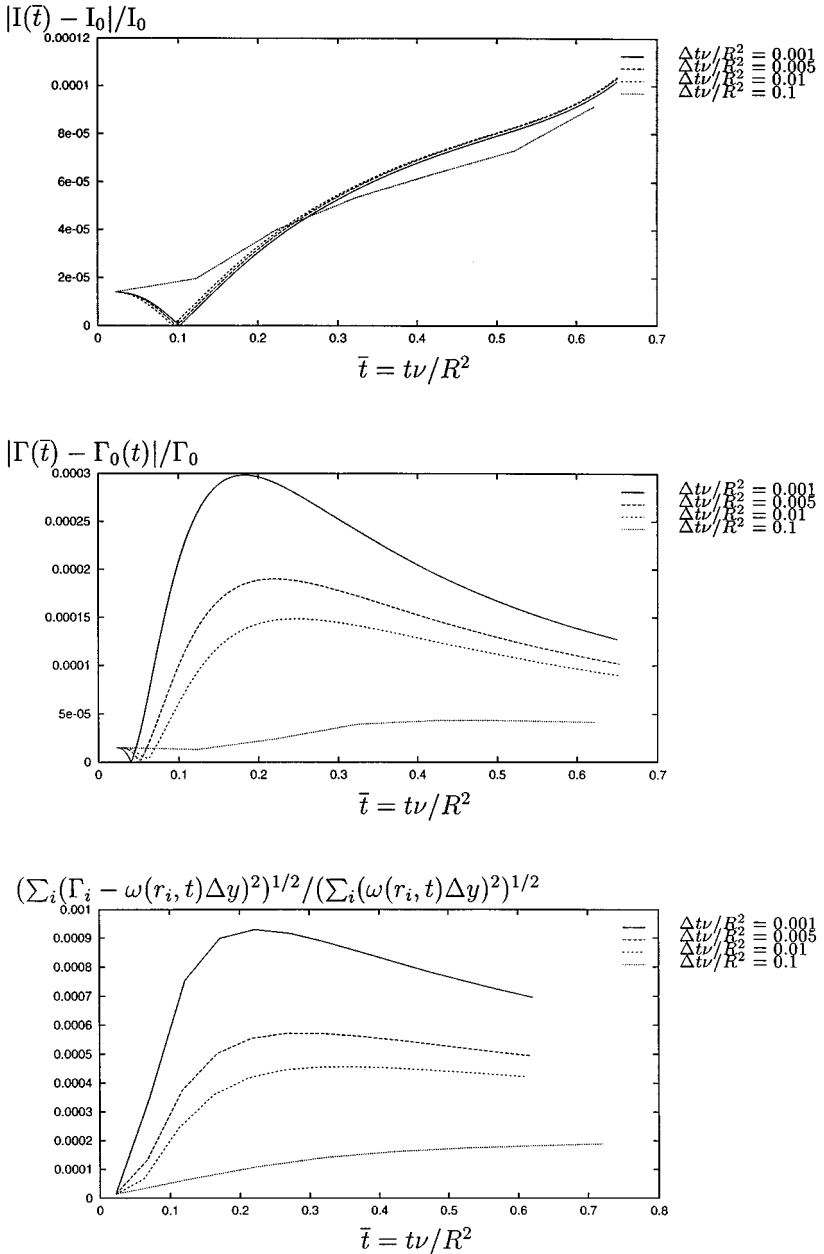 |I(t̄) − I₀|/I₀
0.00012
0.0001
8e-05
6e-05
4e-05
2e-05
0
0 0.1 0.2 0.3 0.4 0.5 0.6 0.7
Δtν/R² = 0.001
Δtν/R² = 0.005
Δtν/R² = 0.01
Δtν/R² = 0.1
t̄ = tν/R²
|Γ(t̄) − Γ₀(t)|/Γ₀
0.0003
0.00025
0.0002
0.00015
0.0001
5e-05
0
0 0.1 0.2 0.3 0.4 0.5 0.6 0.7
Δtν/R² = 0.001
Δtν/R² = 0.005
Δtν/R² = 0.01
Δtν/R² = 0.1
t̄ = tν/R²
(∑ᵢ(Γᵢ − ω(rᵢ, t)Δy)²)^{1/2}/(∑ᵢ(ω(rᵢ, t)Δy)²)^{1/2}
0.001
0.0009
0.0008
0.0007
0.0006
0.0005
0.0004
0.0003
0.0002
0.0001
0
0 0.1 0.2 0.3 0.4 0.5 0.6 0.7 0.8
Δtν/R² = 0.001
Δtν/R² = 0.005
Δtν/R² = 0.01
Δtν/R² = 0.1
t̄ = tν/R²